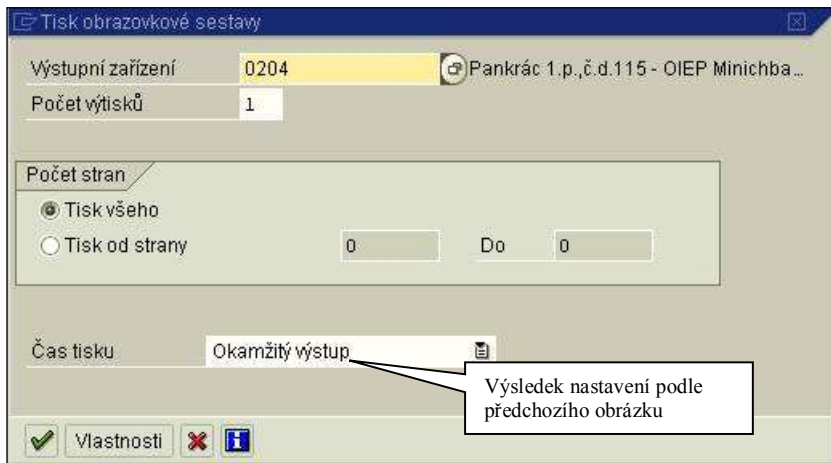 Tisk obrazovkové sestavy
Výstupní zařízení 0204 Pankrác 1.p.,č.d.115 - OIEP Minichba...
Počet výtisků 1
Počet stran
Tisk všeho
Tisk od strany 0 Do 0
Čas tisku Okamžitý výstup
Výsledek nastavení podle
předchozího obrázku
Vlastnosti